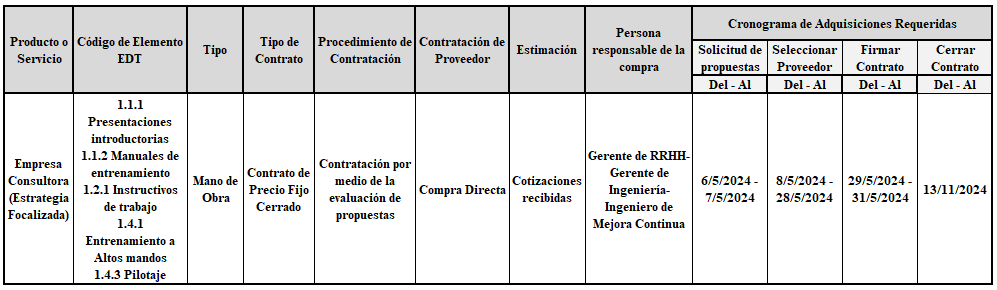 Producto o
Servicio
Código de Elemento
EDT
Tipo
Tipo de
Contrato
Procedimiento de
Contratación
Contratación de
Proveedor
Estimación
Persona
responsable de la
compra
Cronograma de Adquisiciones Requeridas
Solicitud de
propuestas
Seleccionar
Proveedor
Firmar
Contrato
Cerrar
Contrato
Del - Al
Del - Al
Del - Al
Del - Al
Empresa
Consultora
(Estrategia
Focalizada)
1.1.1
Presentaciones
introductorias
1.1.2 Manuales de
entrenamiento
1.2.1 Instructivos
de trabajo
1.4.1
Entrenamiento a
Altos mandos
1.4.3 Pilotaje
Mano de
Obra
Contrato de
Precio Fijo
Cerrado
Contratación por
medio de la
evaluación de
propuestas
Compra Directa
Cotizaciones
recibidas
Gerente de RRHH-
Gerente de
Ingeniería-
Ingeniero de
Mejora Continua
6/5/2024 -
7/5/2024
8/5/2024 -
28/5/2024
29/5/2024 -
31/5/2024
13/11/2024